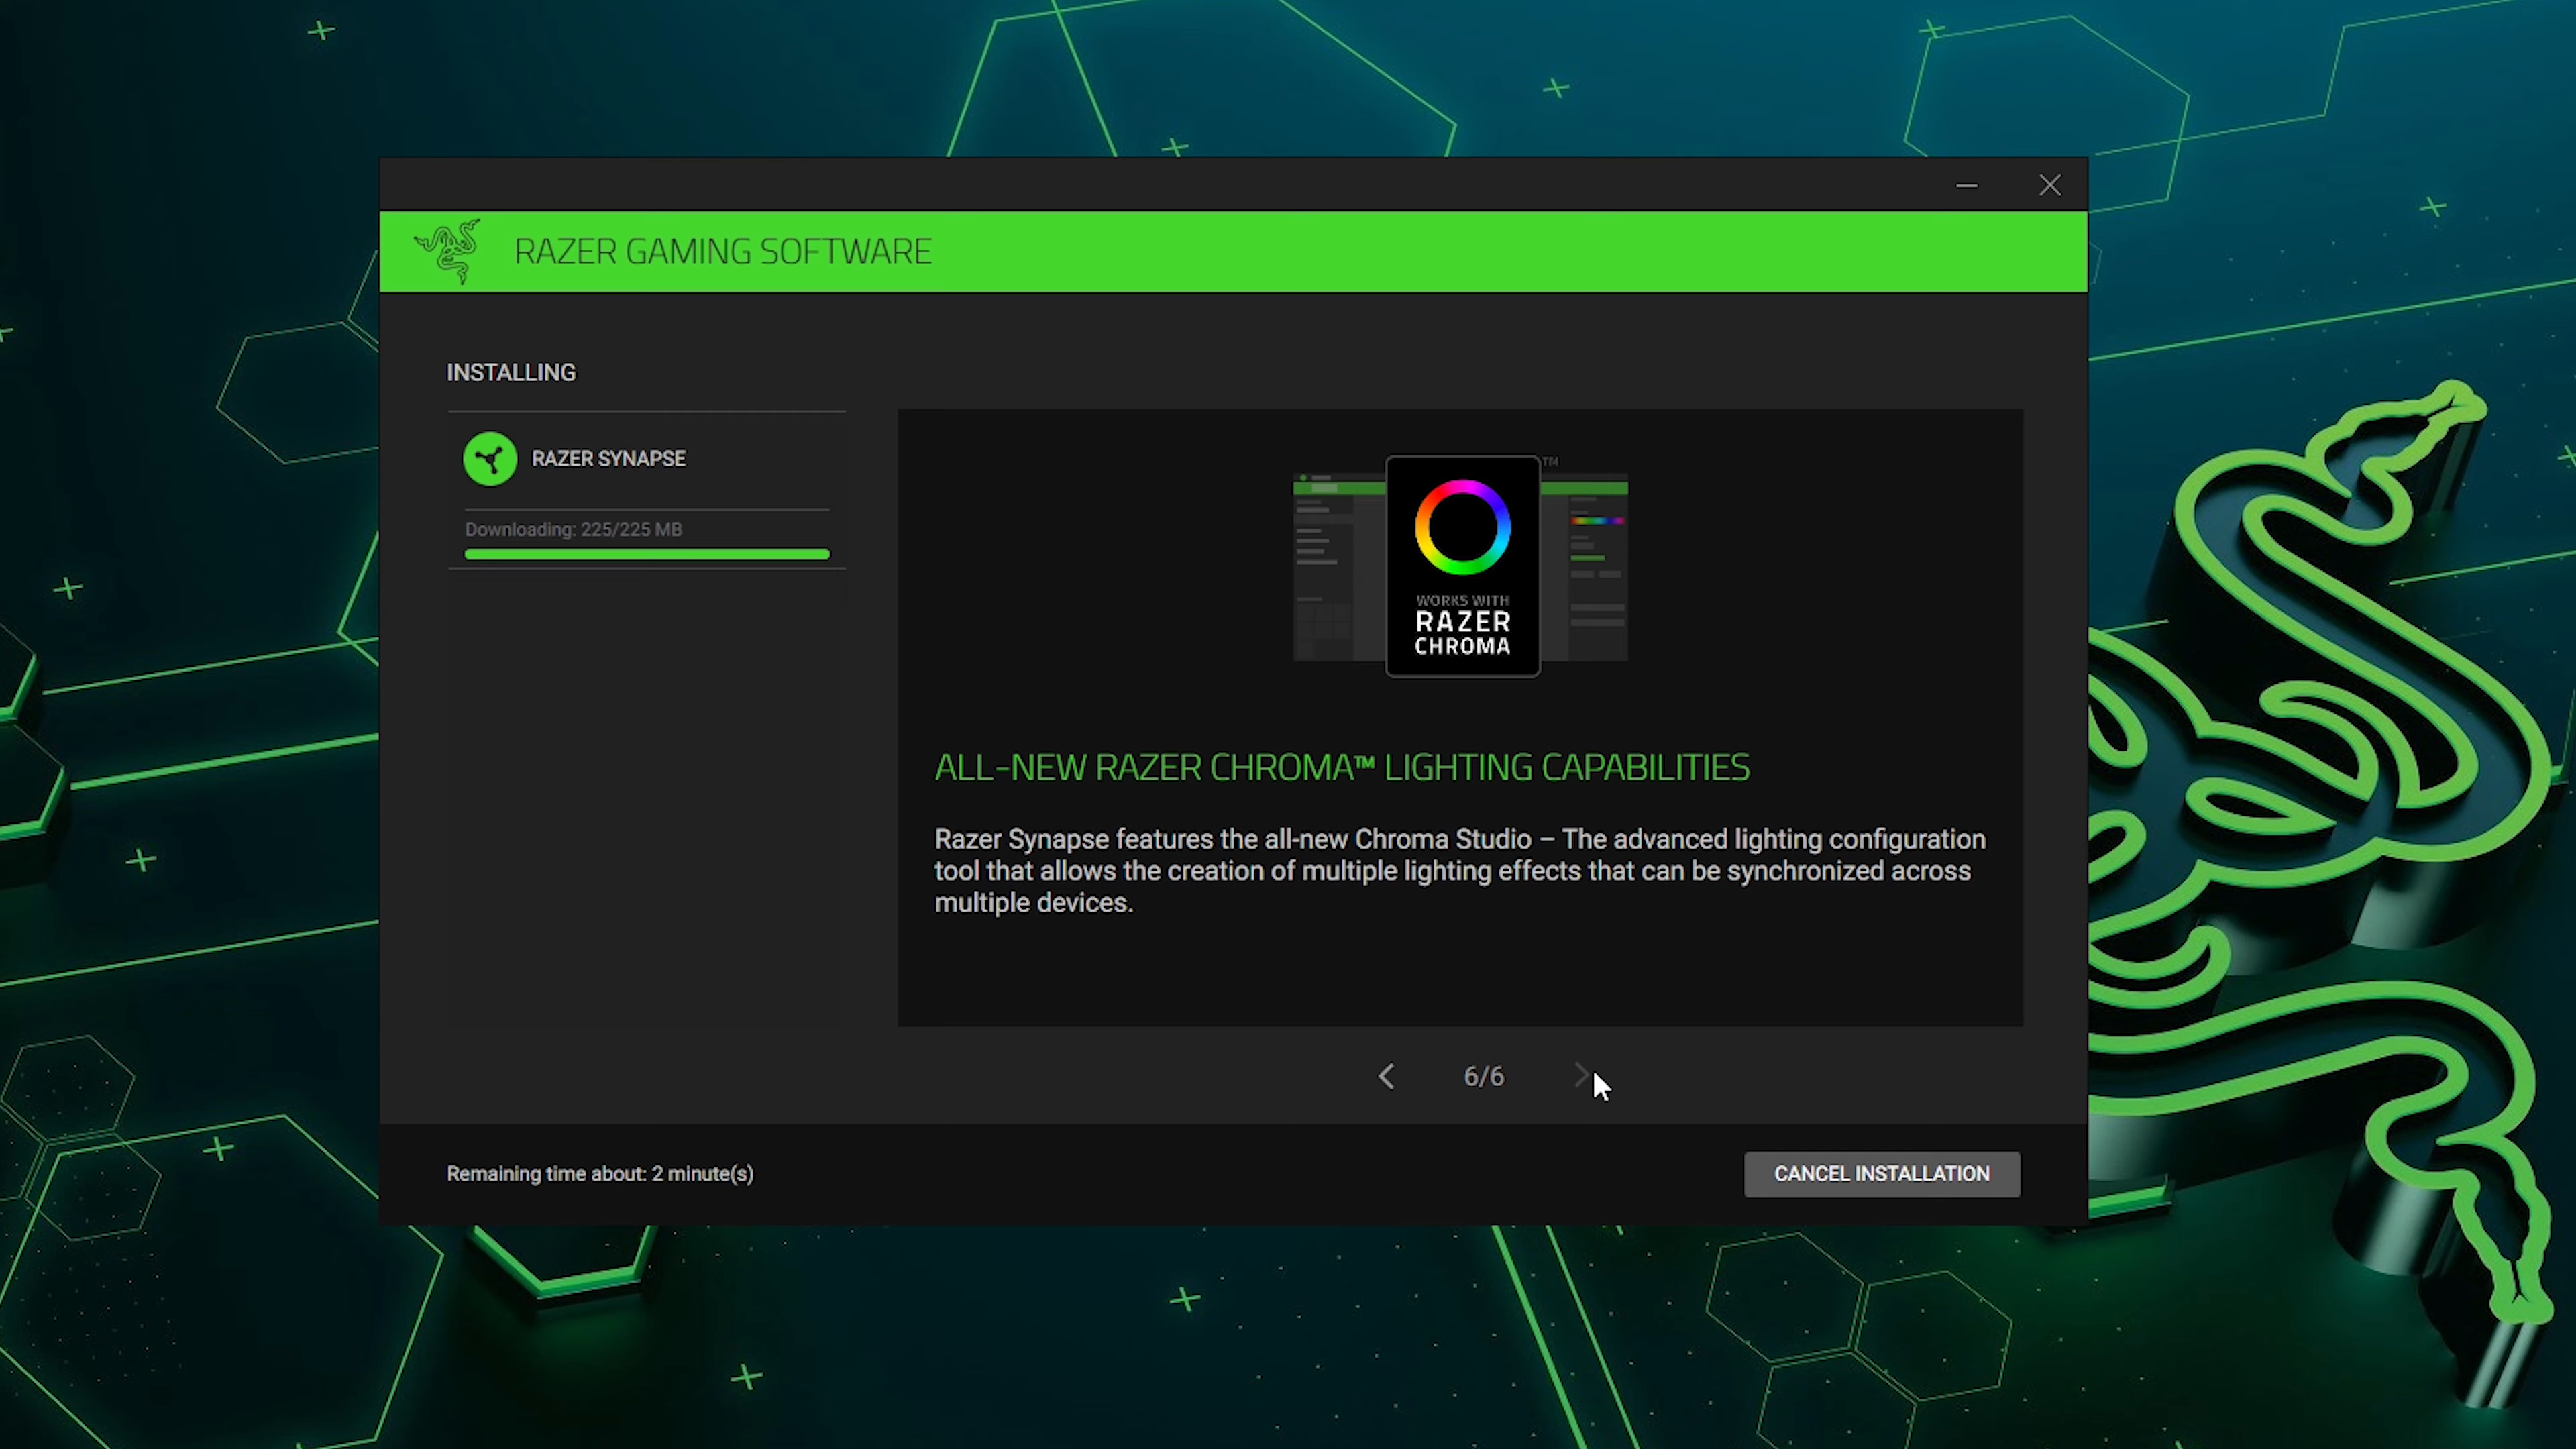 RAZER GAMING SOFTWARE
INSTALLING
RAZER SYNAPSE
Downloading: 225/225 MB
TM
WORKS WITH
RAZER
CHROMA
ALL-NEW RAZER CHROMA™ LIGHTING CAPABILITIES
Razer Synapse features the all-new Chroma Studio – The advanced lighting configuration
tool that allows the creation of multiple lighting effects that can be synchronized across
multiple devices.
6/6
Remaining time about: 2 minute(s)
CANCEL INSTALLATION